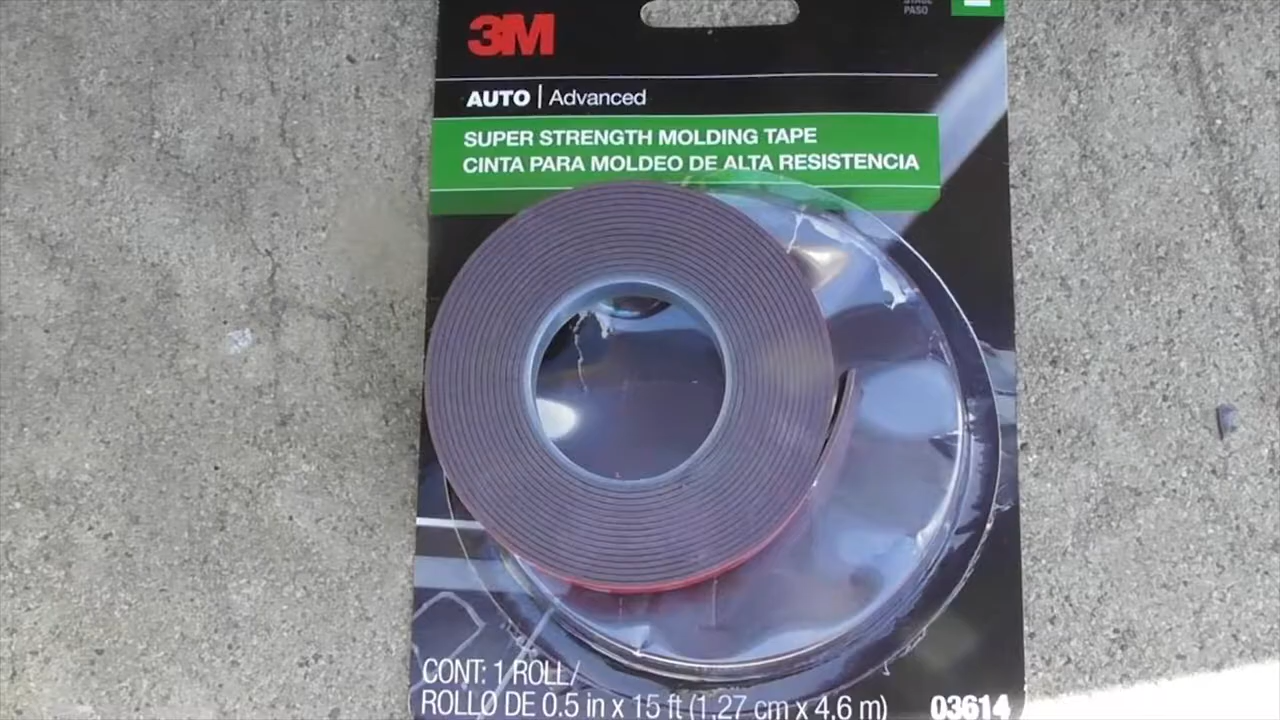 3M
PASO
AUTO | Advanced
SUPER STRENGTH MOLDING TAPE
CINTA PARA MOLDEO DE ALTA RESISTENCIA
CONT: 1 ROLL/
ROLLO DE 0.5 in x 15 ft (1,27 cm x 4,6 m) 03614